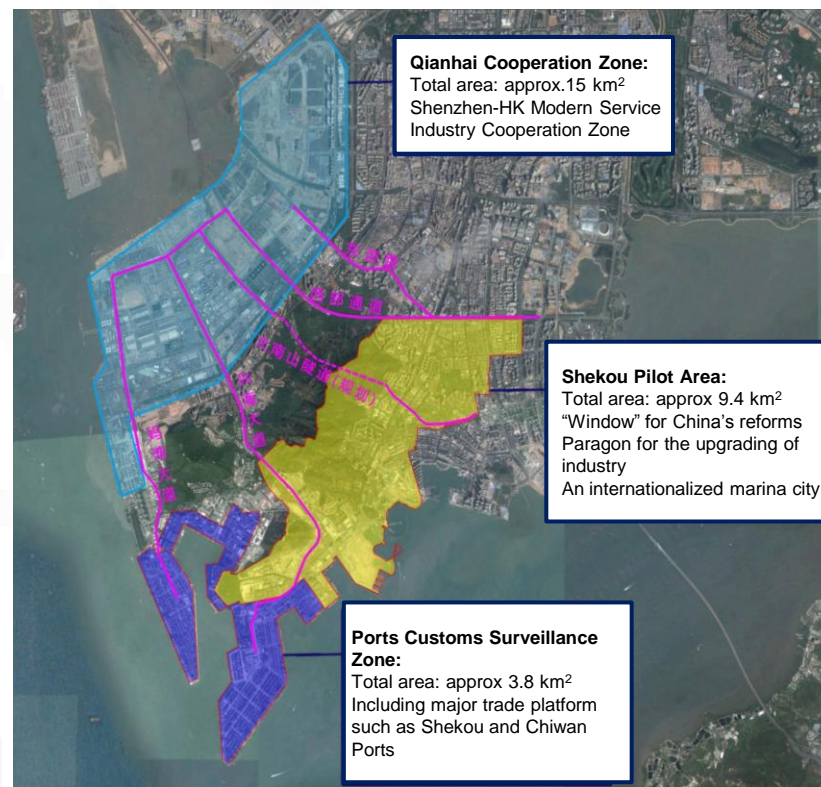 Qianhai Cooperation Zone:
Total area: approx.15 km²
Shenzhen-HK Modern Service
Industry Cooperation Zone
Shekou Pilot Area:
Total area: approx 9.4 km²
“Window” for China’s reforms
Paragon for the upgrading of
industry
An internationalized marina city
Ports Customs Surveillance
Zone:
Total area: approx 3.8 km²
Including major trade platform
such as Shekou and Chiwan
Ports